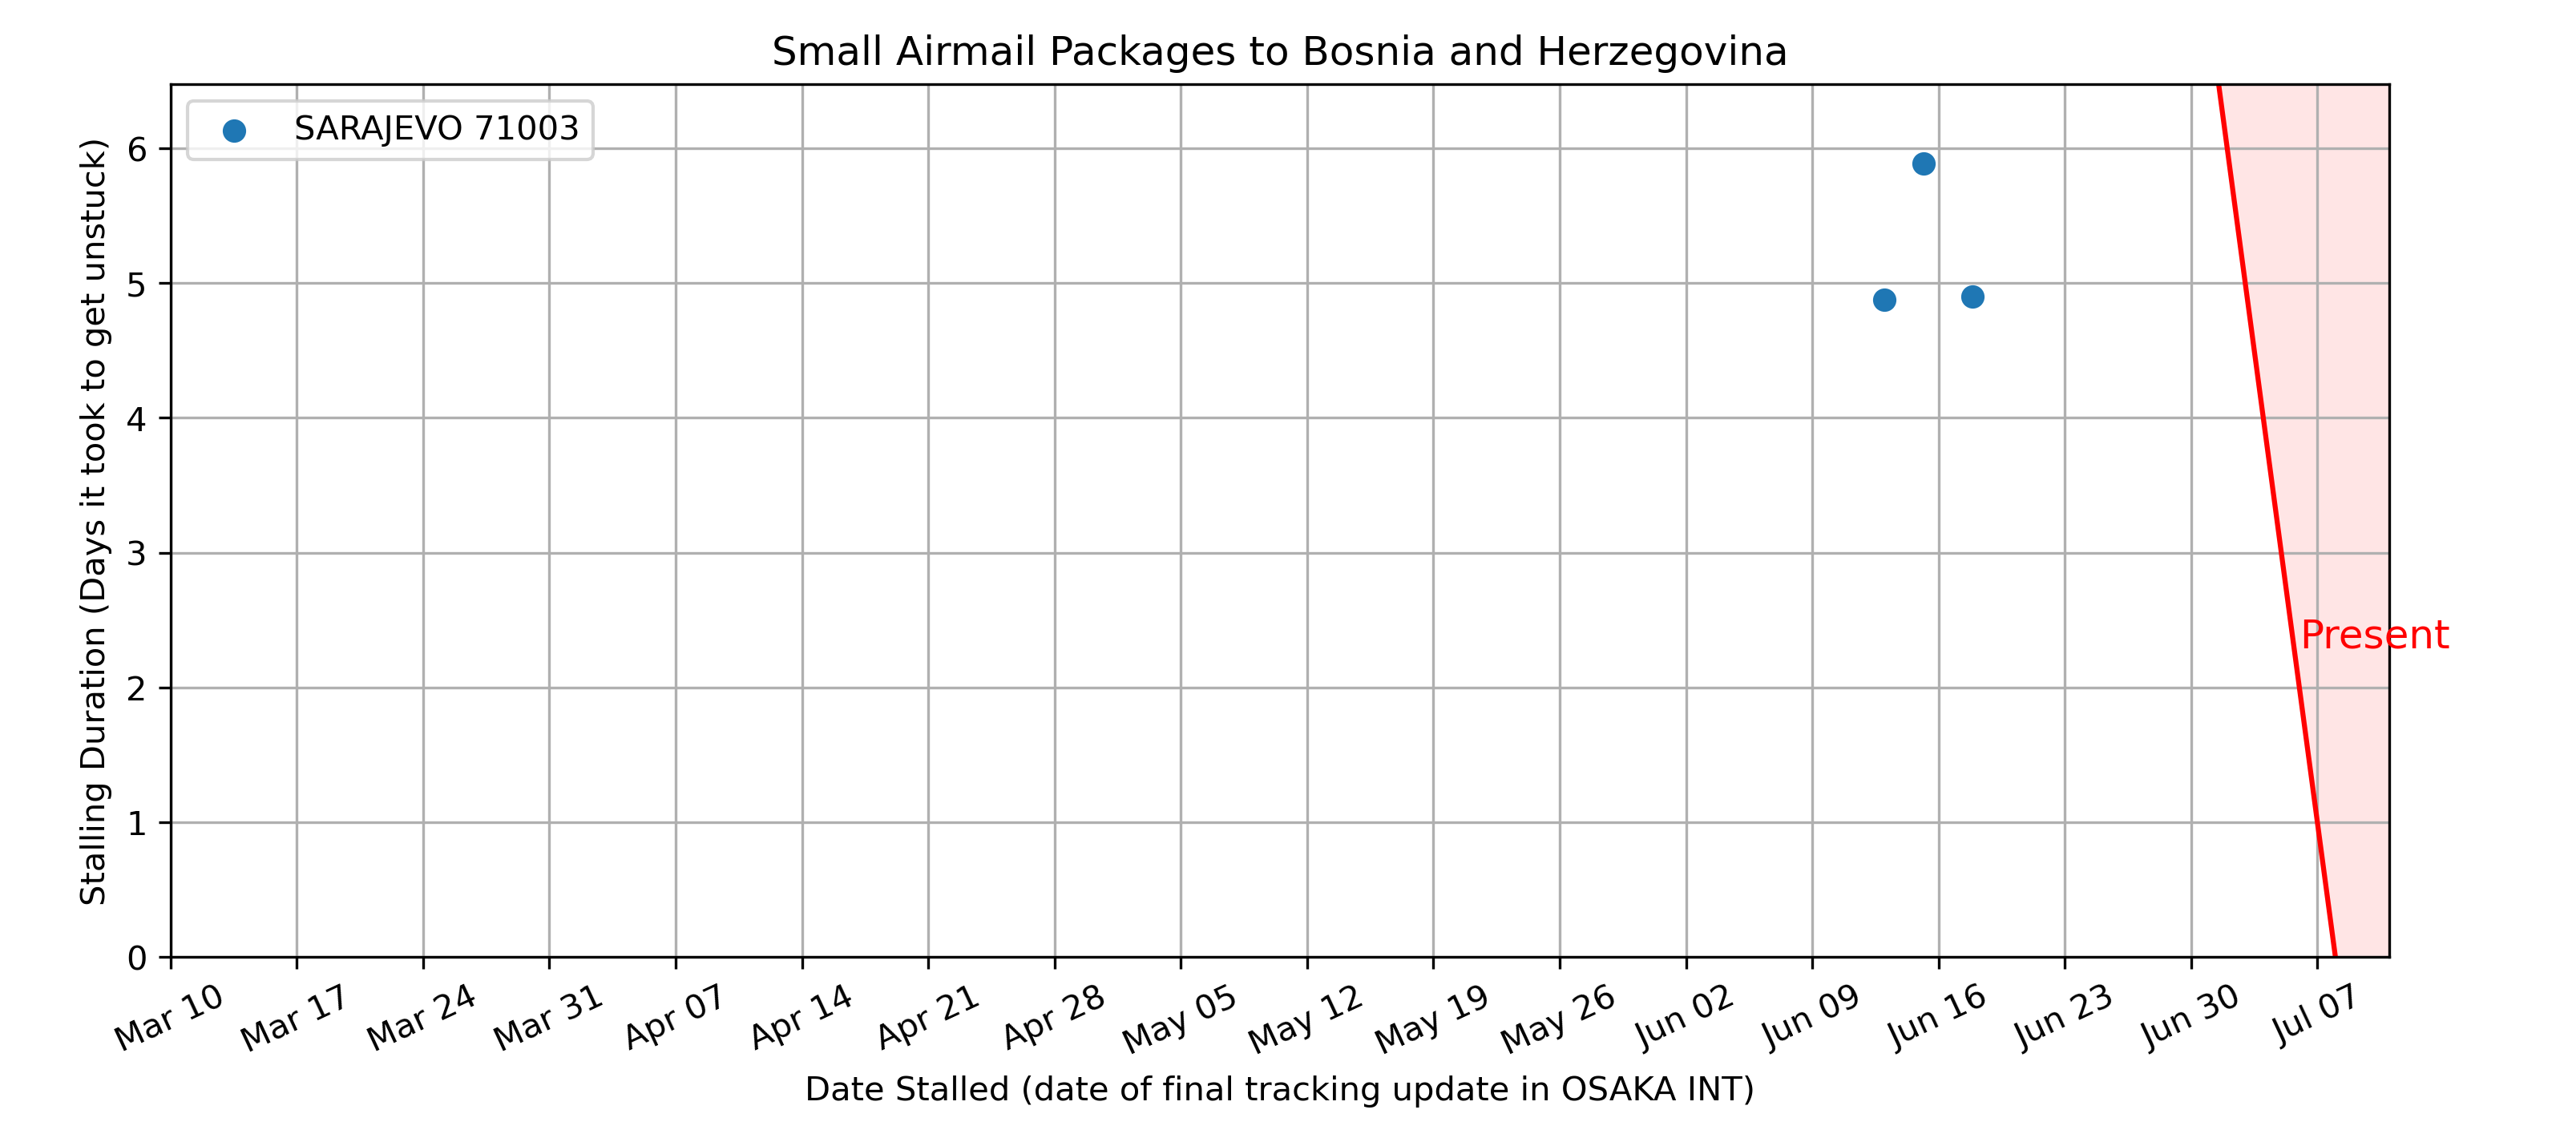 Small Airmail Packages to Bosnia and Herzegovina
SARAJEVO 71003
Stalling Duration (Days it took to get unstuck)
6
5
4
3
2
1
0
Present
Mar 10 Mar 17 Mar 24 Mar 31 Apr 07 Apr 14 Apr 21 Apr 28 May 05 May 12 May 19 May 26 Jun 02 Jun 09 Jun 16 Jun 23 Jun 30 Jul 07
Date Stalled (date of final tracking update in OSAKA INT)